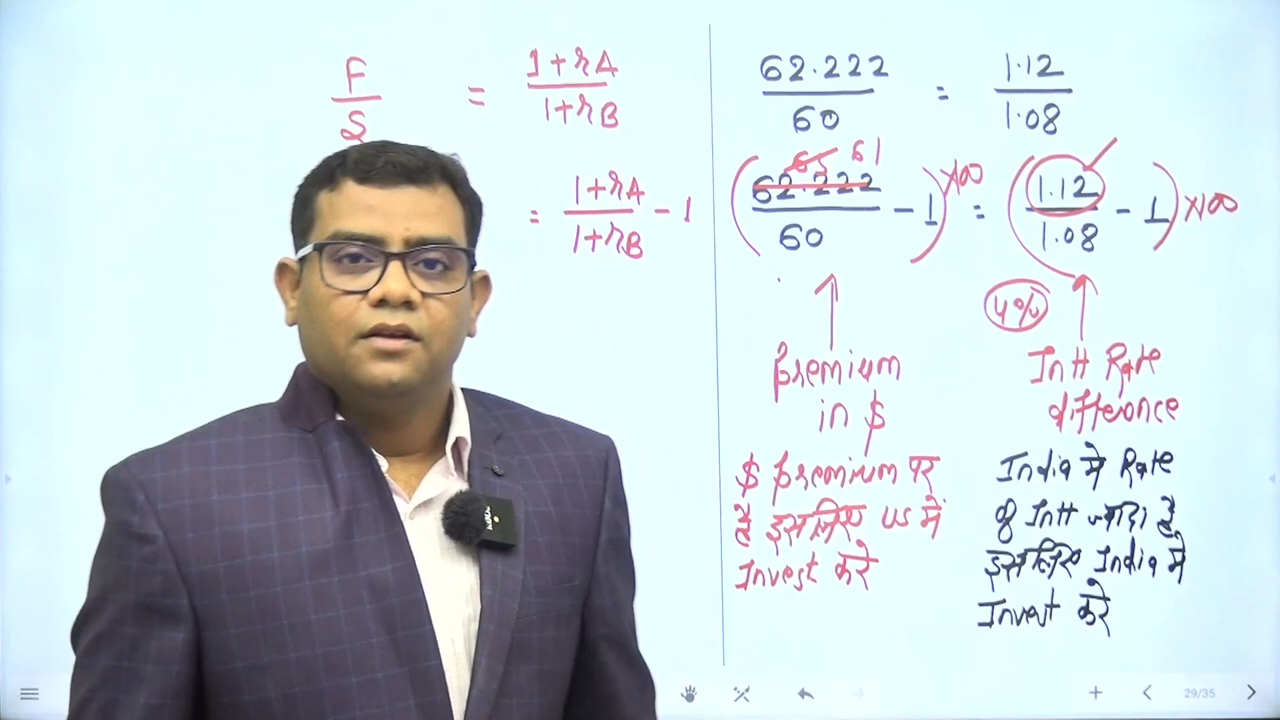 F/S = 1+rA/1+rB
= 1+rA/1+rB - 1
62.222/60 = 1.12/1.08
65 61
(62.222/60 - 1)×100 = (1.12/1.08 - 1)×100
4%
Premium
in $
$ Premium पर
है इसलिए US में
Invest करे
Intt Rate
difference
India मे Rate
of Intt ज्यादा है
इसलिए India मे
Invest करे
29/35